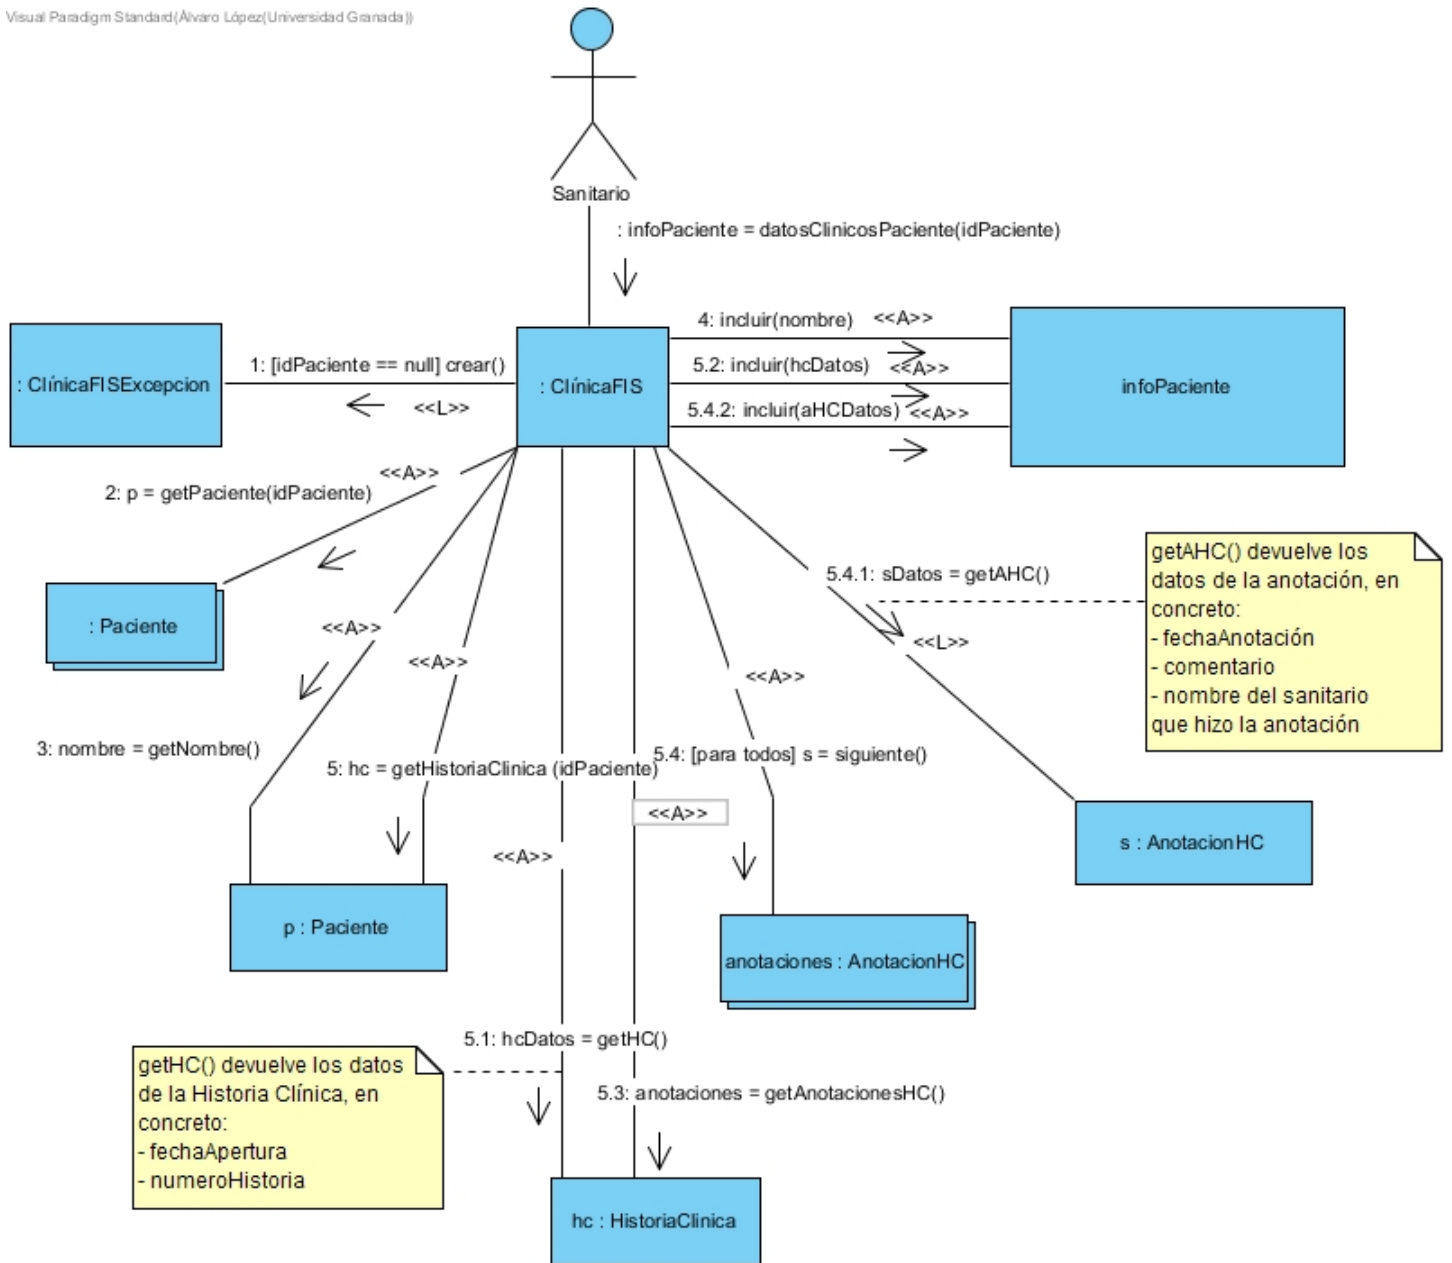 Visual Paradigm Standard(Álvaro López(Universidad Granada))
Sanitario
: infoPaciente = datosClinicosPaciente(idPaciente)
: ClínicaFISExcepcion
1: [idPaciente == null] crear()
<<L>>
: ClínicaFIS
4: incluir(nombre)
<<A>>
5.2: incluir(hcDatos)
<<A>>
5.4.2: incluir(aHCDatos)
<<A>>
infoPaciente
<<A>>
2: p = getPaciente(idPaciente)
: Paciente
<<A>>
<<A>>
3: nombre = getNombre()
5: hc = getHistoriaClinica (idPaciente)
p : Paciente
<<A>>
<<A>>
<<A>>
5.4: [para todos] s = siguiente()
anotaciones : AnotacionHC
5.4.1: sDatos = getAHC()
<<L>>
getAHC() devuelve los
datos de la anotación, en
concreto:
- fechaAnotación
- comentario
- nombre del sanitario
que hizo la anotación
s : AnotacionHC
5.1: hcDatos = getHC()
5.3: anotaciones = getAnotacionesHC()
getHC() devuelve los datos
de la Historia Clínica, en
concreto:
- fechaApertura
- numeroHistoria
hc : HistoriaClinica